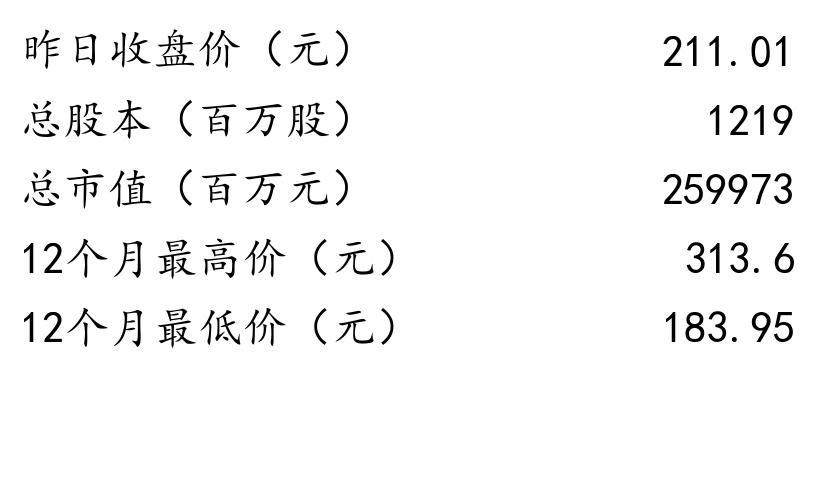 昨日收盘价（元） 211.01
总股本（百万股） 1219
总市值（百万元） 259973
12个月最高价（元） 313.6
12个月最低价（元） 183.95